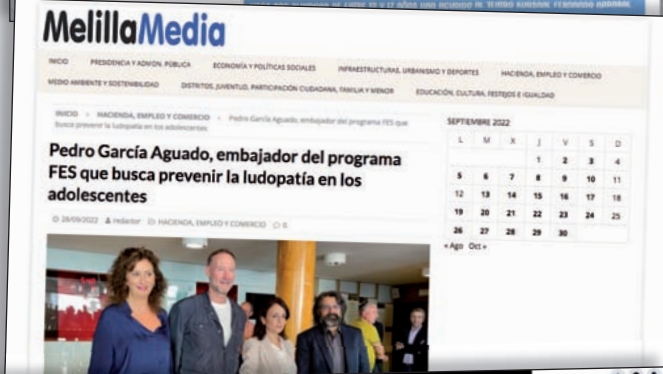 MelillaMedia
INICIO PRESIDENCIA Y ADMÓN. PÚBLICA ECONOMÍA Y POLÍTICAS SOCIALES INFRAESTRUCTURAS, URBANISMO Y DEPORTES HACIENDA, EMPLEO Y COMERCIO
MEDIO AMBIENTE Y SOSTENIBILIDAD DISTRITOS, JUVENTUD, PARTICIPACIÓN CIUDADANA, FAMILIA Y MENOR EDUCACIÓN, CULTURA, FESTEJOS E IGUALDAD
INICIO » HACIENDA, EMPLEO Y COMERCIO » Pedro García Aguado, embajador del programa FES que
busca prevenir la ludopatía en los adolescentes
Pedro García Aguado, embajador del programa
FES que busca prevenir la ludopatía en los
adolescentes
28/09/2022 redactor HACIENDA, EMPLEO Y COMERCIO 0
SEPTIEMBRE 2022
L M X J V S D
1 2 3 4
5 6 7 8 9 10 11
12 13 14 15 16 17 18
19 20 21 22 23 24 25
26 27 28 29 30
« Ago Oct »